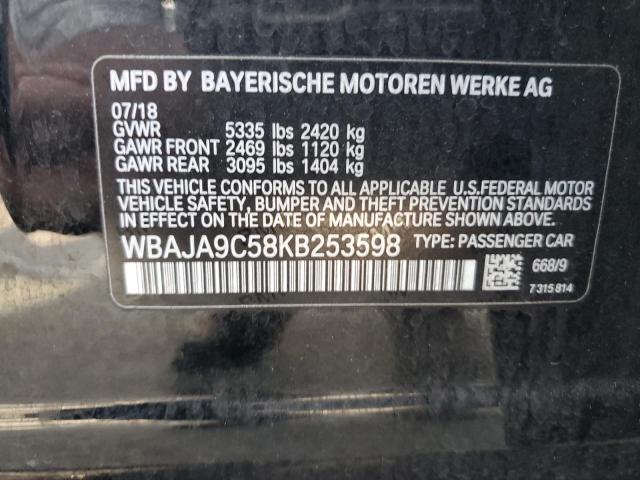 MFD BY BAYERISCHE MOTOREN WERKE AG
07/18
GVWR 5335 lbs 2420 kg
GAWR FRONT 2469 lbs 1120 kg
GAWR REAR 3095 lbs 1404 kg
THIS VEHICLE CONFORMS TO ALL APPLICABLE U.S.FEDERAL MOTOR
VEHICLE SAFETY, BUMPER AND THEFT PREVENTION STANDARDS
IN EFFECT ON THE DATE OF MANUFACTURE SHOWN ABOVE.
WBAJA9C58KB253598 TYPE: PASSENGER CAR
668/9
7315814